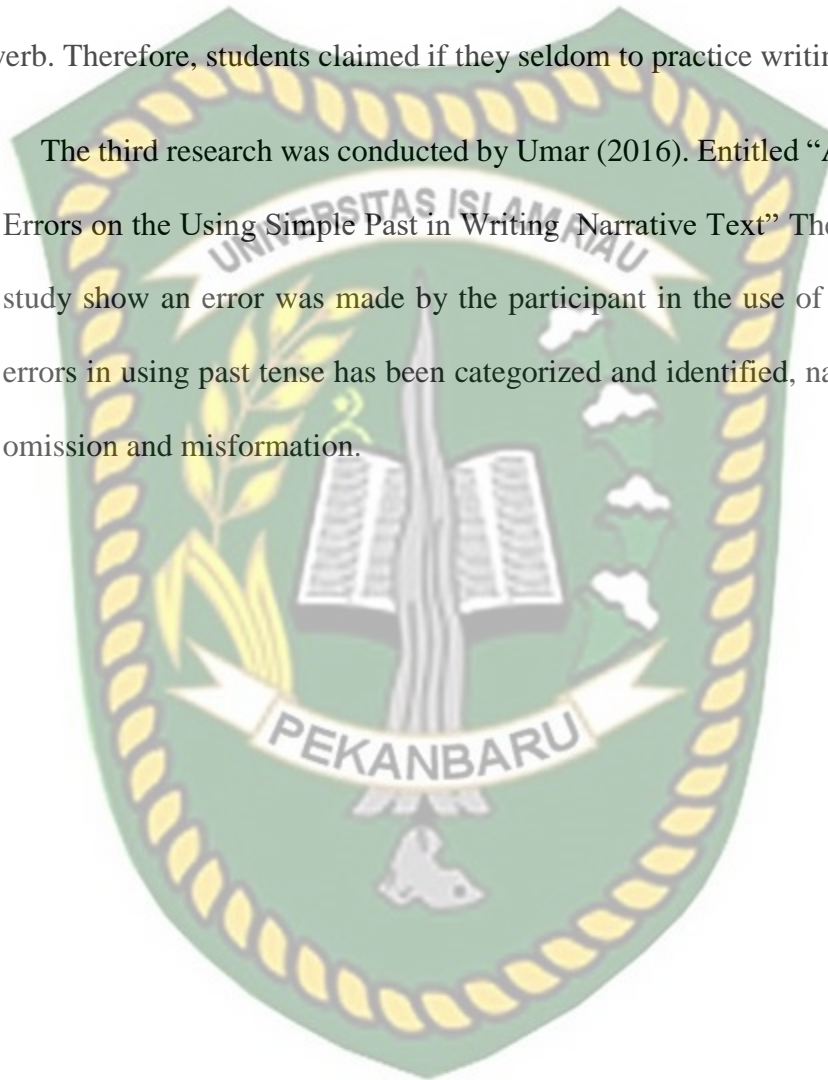 verb. Therefore, students claimed if they seldom to practice writin
The third research was conducted by Umar (2016). Entitled “A
Errors on the Using Simple Past in Writing Narrative Text” The
study show an error was made by the participant in the use of
errors in using past tense has been categorized and identified, na
omission and misformation.
UNIVERSITAS ISLAM RIAU
PEKANBARU